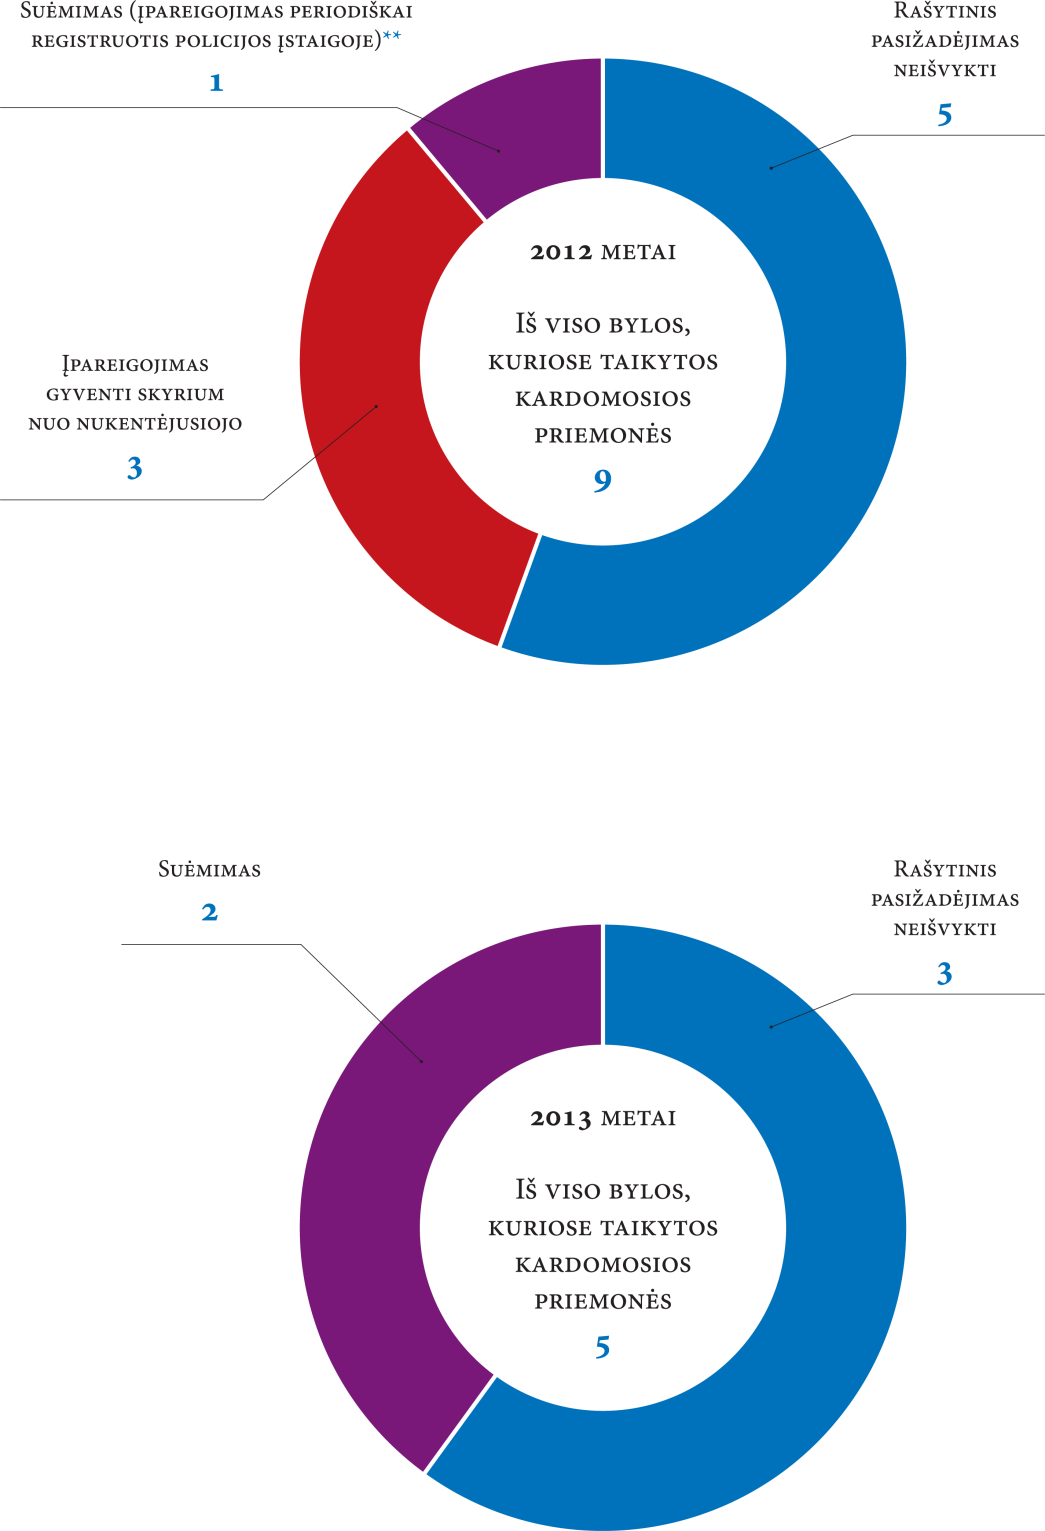 Suėmimas (įpareigojimas periodiškai
registruotis policijos įstaigoje)**
1
Rašytinis
pasižadėjimas
neišvykti
5
2012 metai
Iš viso bylos,
kuriose taikytos
kardomosios
priemonės
9
Įpareigojimas
gyventi skyrium
nuo nukentėjusiojo
3
Suėmimas
2
Rašytinis
pasižadėjimas
neišvykti
3
2013 metai
Iš viso bylos,
kuriose taikytos
kardomosios
priemonės
5